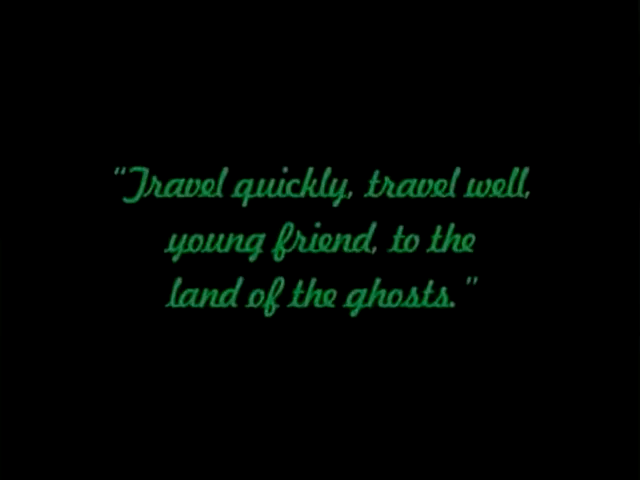 "Travel quickly, travel well,
young friend, to the
land of the ghosts."